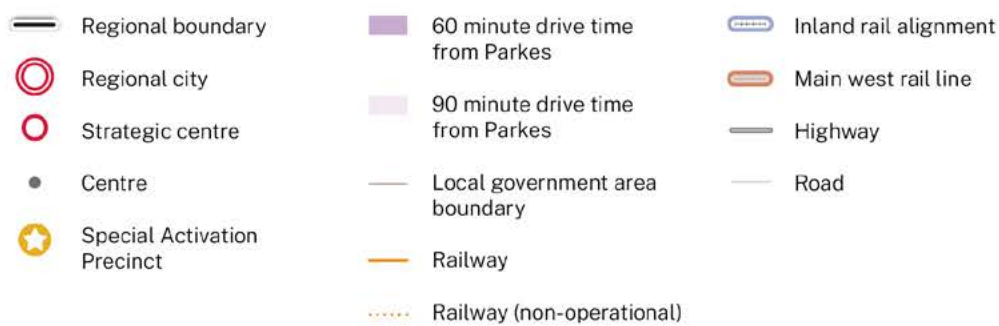 Regional boundary
Regional city
Strategic centre
Centre
Special Activation
Precinct
60 minute drive time
from Parkes
90 minute drive time
from Parkes
Local government area
boundary
Railway
Railway (non-operational)
Inland rail alignment
Main west rail line
Highway
Road